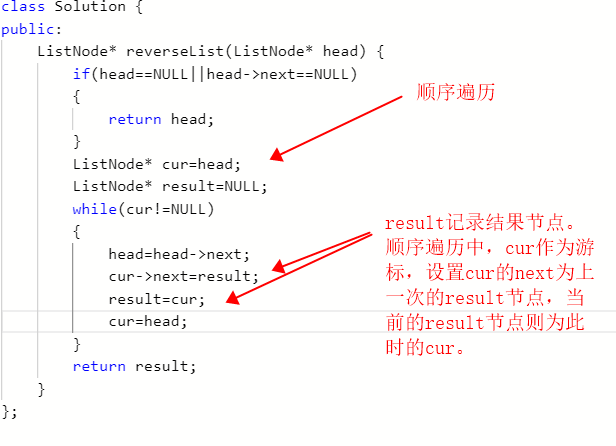 class Solution {
public:
    ListNode* reverseList(ListNode* head) {
        if(head==NULL||head->next==NULL)
        {
            return head;
        }
        ListNode* cur=head;
        ListNode* result=NULL;
        while(cur!=NULL)
        {
            head=head->next;
            cur->next=result;
            result=cur;
            cur=head;
        }
        return result;
    }
};
顺序遍历
result记录结果节点。
顺序遍历中，cur作为游
标，设置cur的next为上
一次的result节点，当
前的result节点则为此
时的cur。